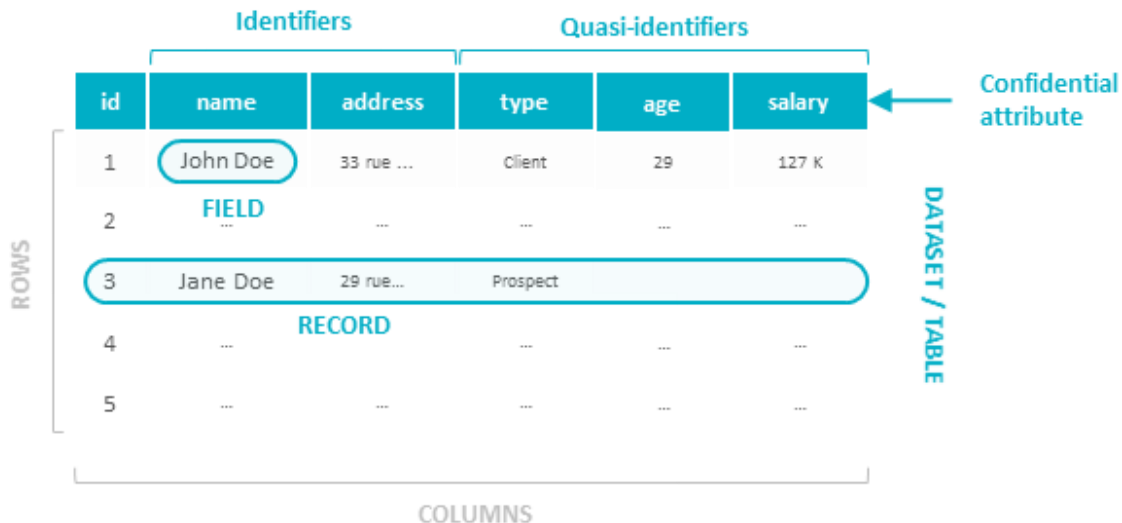 Identifiers
Quasi-identifiers
id name address type age salary
Confidential
attribute
1 John Doe 33 rue ... Client 29 127 K
FIELD
2 ... ... ... ... ...
3 Jane Doe 29 rue... Prospect
RECORD
4 ... ... ... ...
5 ... ... ... ... ...
ROWS
DATASET / TABLE
COLUMNS